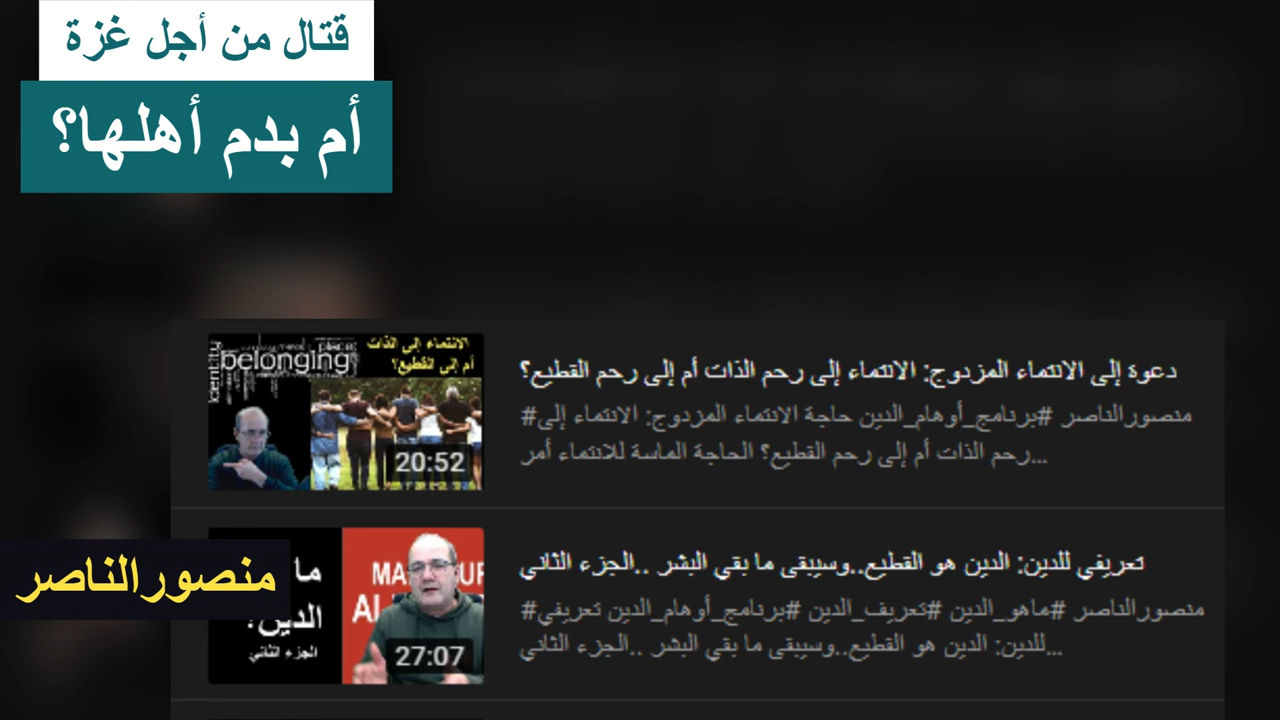 قتال من أجل غزة
أم بدم أهلها؟
الانتماء إلى الذات
أم إلى القطيع؟
identity
belonging
place
20:52
دعوة إلى الانتماء المزدوج: الانتماء إلى رحم الذات أم إلى رحم القطيع؟
#منصورالناصر #برنامج_أوهام_الدين حاجة الانتماء المزدوج: الانتماء إلى
رحم الذات أم إلى رحم القطيع؟ الحاجة الماسة للانتماء أمر...
ما
الدين؟
الجزء الثاني
27:07
تعريفي للدين: الدين هو القطيع..وسيبقى ما بقي البشر ..الجزء الثاني
#منصورالناصر #ماهو_الدين #تعريف_الدين #برنامج_أوهام_الدين تعريفي
للدين: الدين هو القطيع..وسيبقى ما بقي البشر ..الجزء الثاني...
منصورالناصر